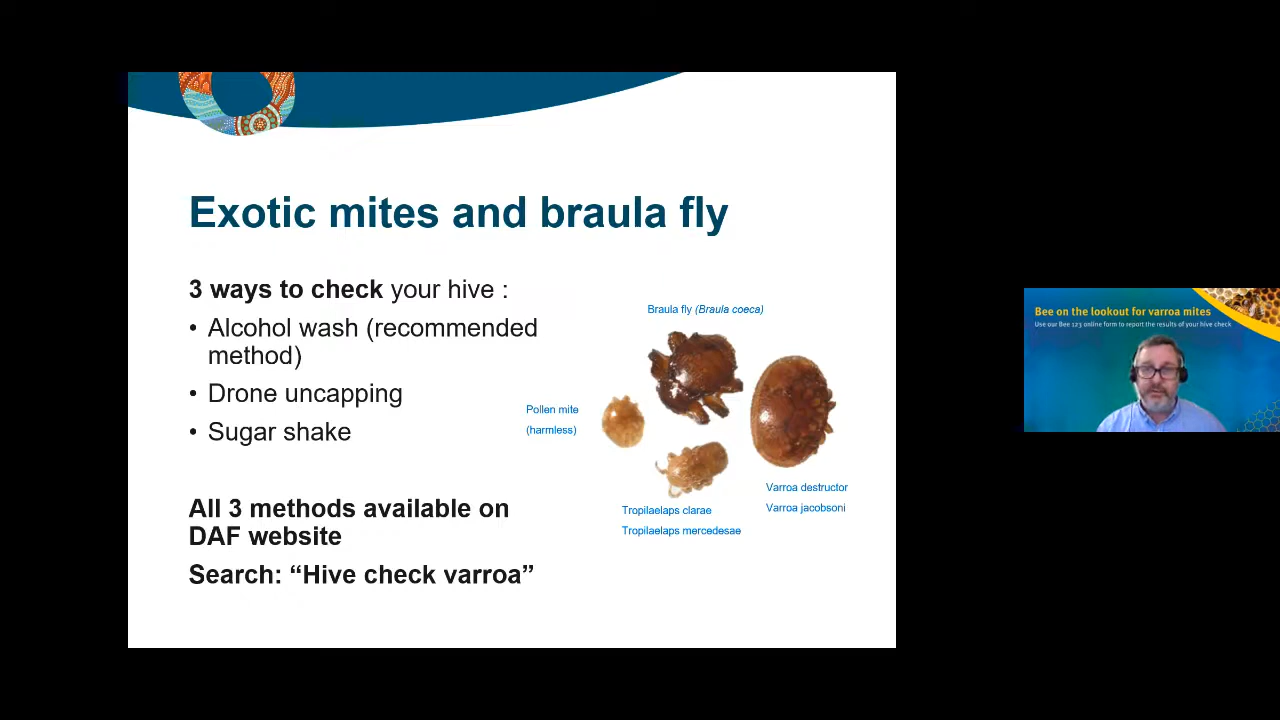 Exotic mites and braula fly
3 ways to check your hive :
• Alcohol wash (recommended
method)
• Drone uncapping
• Sugar shake
All 3 methods available on
DAF website
Search: “Hive check varroa”
Braula fly (Braula coeca)
Pollen mite
(harmless)
Tropilaelaps clarae
Tropilaelaps mercedesae
Varroa destructor
Varroa jacobsoni
Bee on the lookout for varroa mites
Use our Bee 123 online form to report the results of your hive check